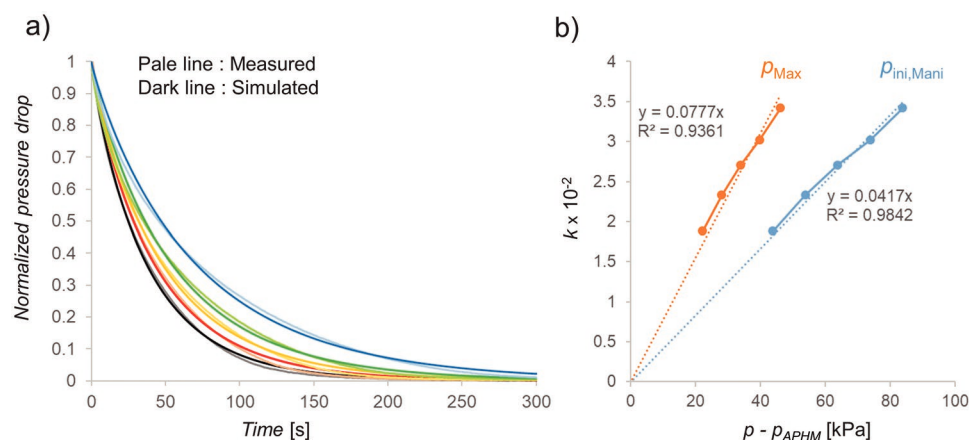 a)
Pale line : Measured
Dark line : Simulated
Normalized pressure drop
1
0.9
0.8
0.7
0.6
0.5
0.4
0.3
0.2
0.1
0
0 50 100 150 200 250 300
Time [s]
b)
pMax
pini,Mani
y = 0.0777x
R² = 0.9361
y = 0.0417x
R² = 0.9842
k x 10-2
4
3.5
3
2.5
2
1.5
1
0.5
0
0 20 40 60 80 100
p - pAPHM [kPa]